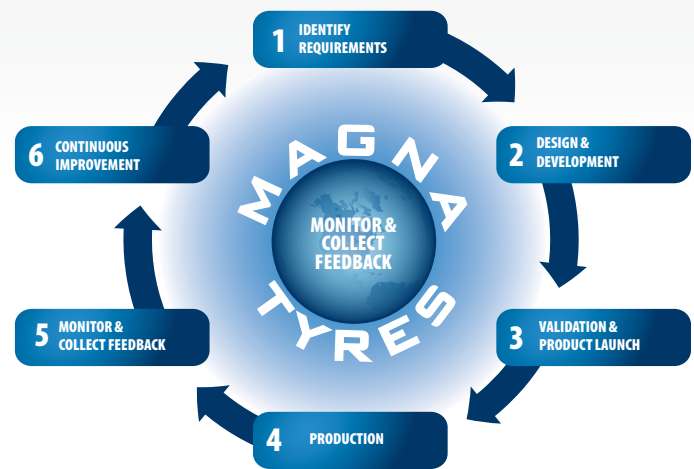 1 IDENTIFY
REQUIREMENTS
2 DESIGN &
DEVELOPMENT
3 VALIDATION &
PRODUCT LAUNCH
4 PRODUCTION
5 MONITOR &
COLLECT FEEDBACK
6 CONTINUOUS
IMPROVEMENT
MAGNA
MONITOR &
COLLECT
FEEDBACK
TYRES